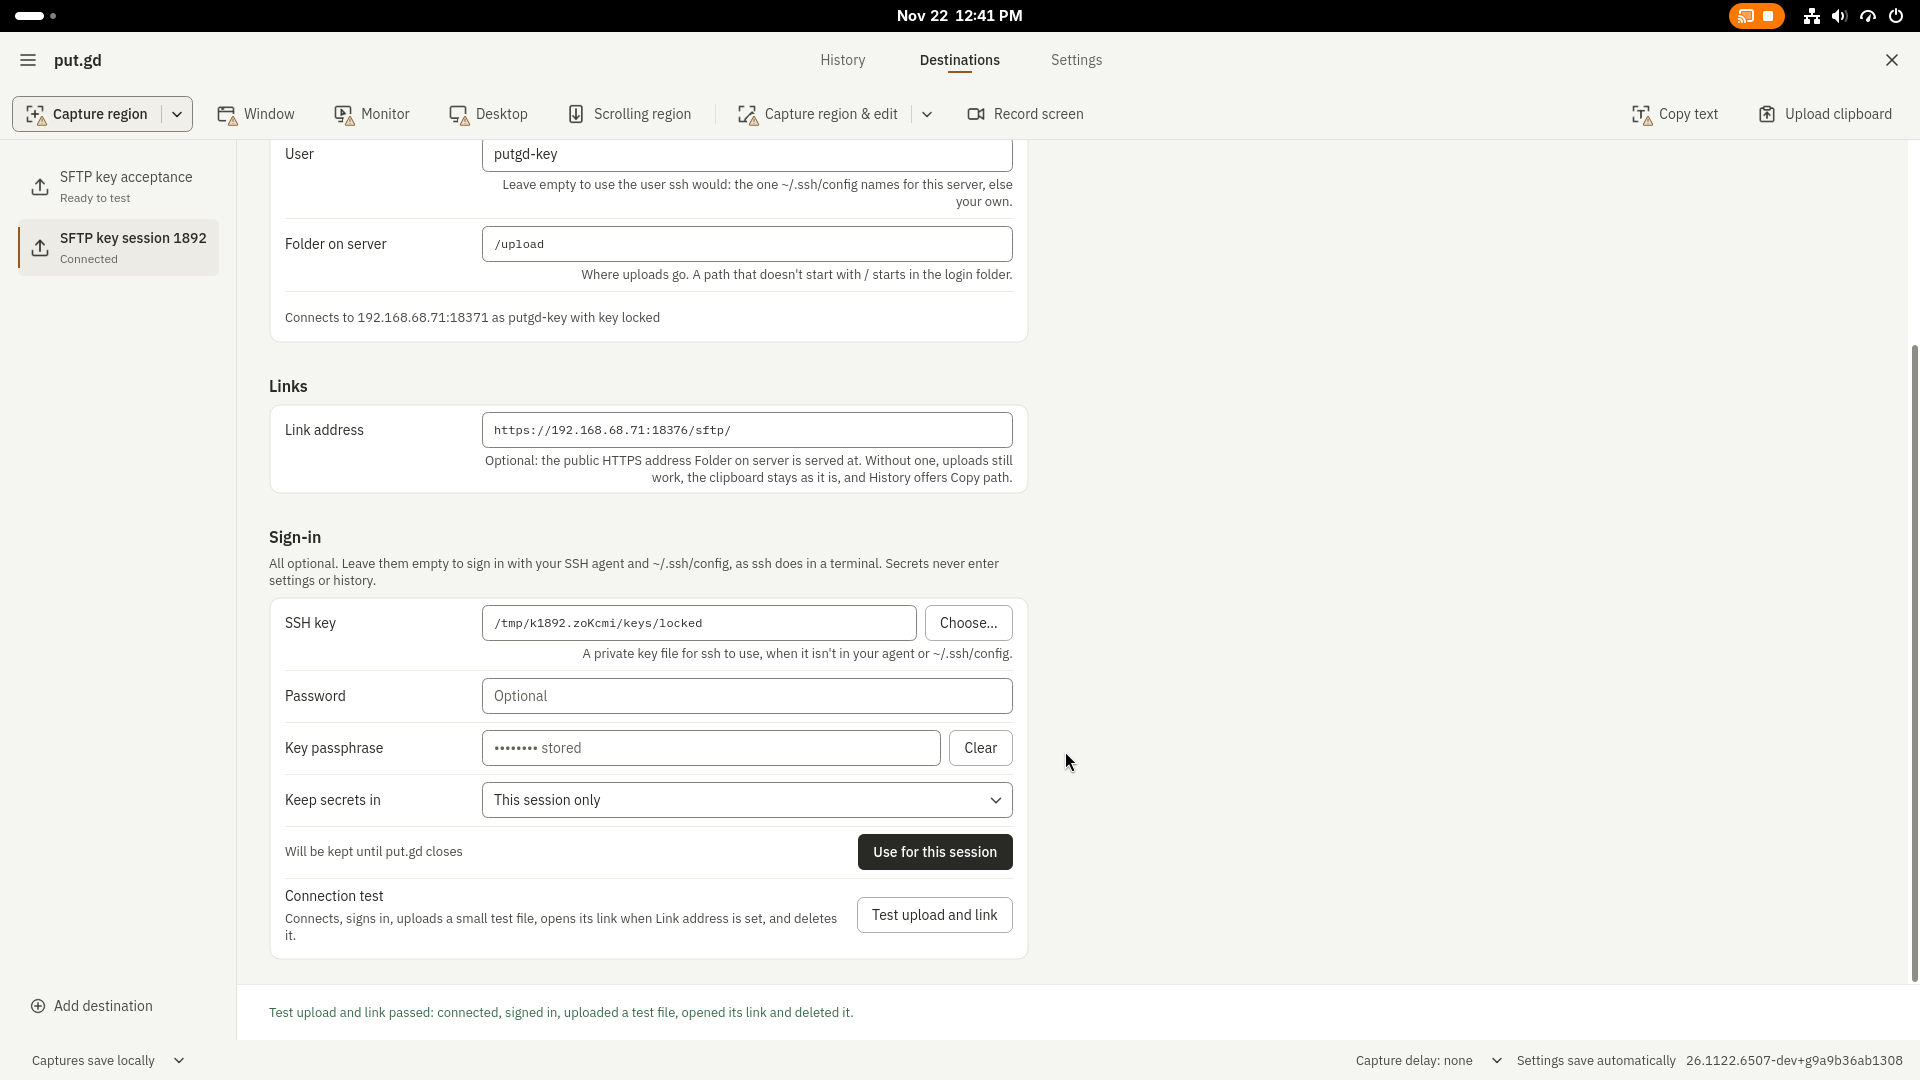 Nov 22 12:41 PM
put.gd
History
Destinations
Settings
Capture region
Window
Monitor
Desktop
Scrolling region
Capture region & edit
Record screen
Copy text
Upload clipboard
SFTP key acceptance
Ready to test
SFTP key session 1892
Connected
User
putgd-key
Leave empty to use the user ssh would: the one ~/.ssh/config names for this server, else
your own.
Folder on server
/upload
Where uploads go. A path that doesn't start with / starts in the login folder.
Connects to 192.168.68.71:18371 as putgd-key with key locked
Links
Link address
https://192.168.68.71:18376/sftp/
Optional: the public HTTPS address Folder on server is served at. Without one, uploads still
work, the clipboard stays as it is, and History offers Copy path.
Sign-in
All optional. Leave them empty to sign in with your SSH agent and ~/.ssh/config, as ssh does in a terminal. Secrets never enter
settings or history.
SSH key
/tmp/k1892.zoKcmi/keys/locked
Choose...
A private key file for ssh to use, when it isn't in your agent or ~/.ssh/config.
Password
Optional
Key passphrase
•••••••• stored
Clear
Keep secrets in
This session only
Will be kept until put.gd closes
Use for this session
Connection test
Connects, signs in, uploads a small test file, opens its link when Link address is set, and deletes
it.
Test upload and link
Add destination
Test upload and link passed: connected, signed in, uploaded a test file, opened its link and deleted it.
Captures save locally
Capture delay: none
Settings save automatically
26.1122.6507-dev+g9a9b36ab1308